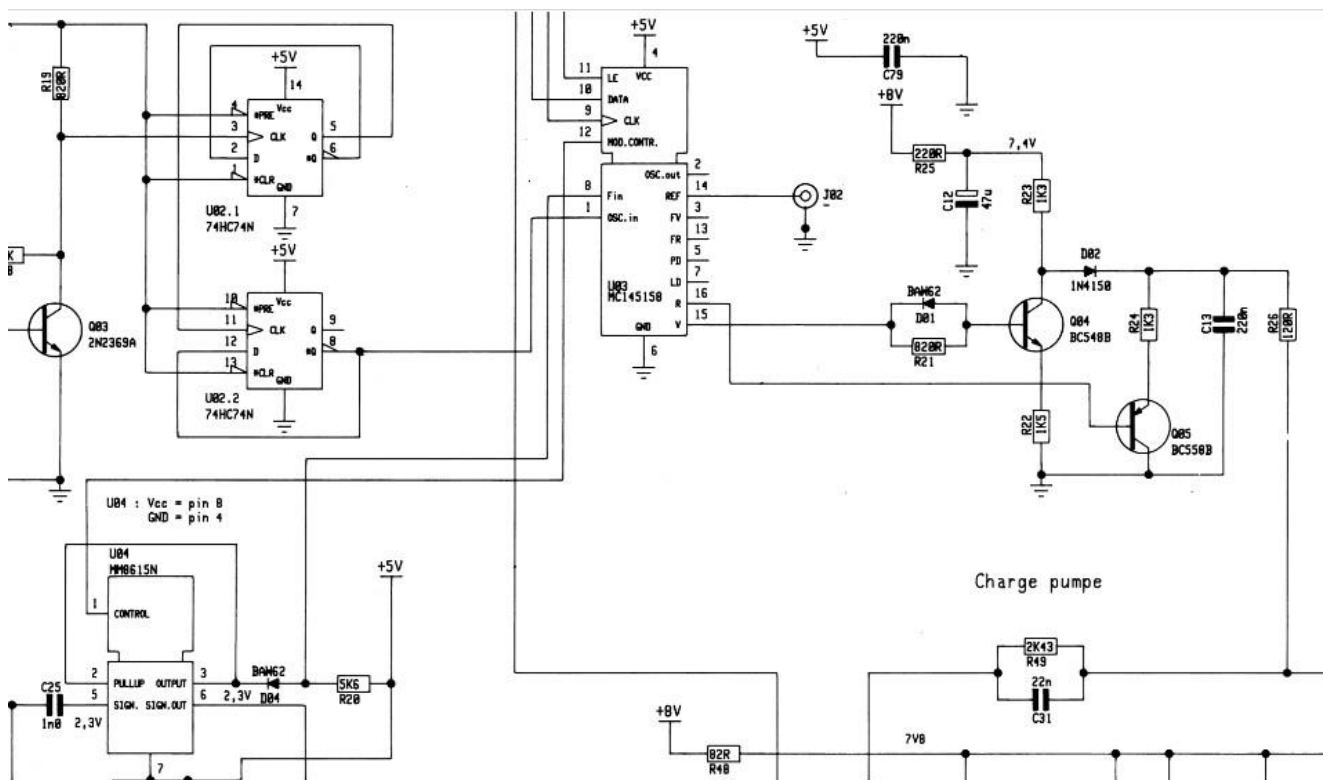 +5V
+5V
220n
C79
R19
820R
+5V
14
4
11
LE
VCC
10
DATA
9
CLK
12
MOD.CONTR.
+8V
4
*PRE
Vcc
3
CLK
Q
5
2
D
*Q
6
1
*CLR
GND
7
U02.1
74HC74N
220R
R25
7,4V
C12
47u
R23
1K3
OSC.out
2
8
Fin
REF
14
J02
1
OSC.in
FV
3
FR
13
PD
5
LD
7
U03
MC145158
R
16
V
15
GND
6
+5V
K
8
10
*PRE
Vcc
11
CLK
Q
9
12
D
*Q
8
13
*CLR
GND
U02.2
74HC74N
Q03
2N2369A
D02
1N4150
BAW62
D01
820R
R21
Q04
BC548B
R24
1K3
C13
220n
R26
120R
R22
1K5
Q05
BC558B
U04 : Vcc = pin 8
GND = pin 4
U04
MM8615N
1
CONTROL
+5V
2
PULLUP
OUTPUT
3
5
SIGN.
SIGN.OUT
6
7
C25
1n0
2,3V
2,3V
BAW62
D04
5K6
R20
Charge pumpe
2K43
R49
22n
C31
+8V
82R
R48
7V8